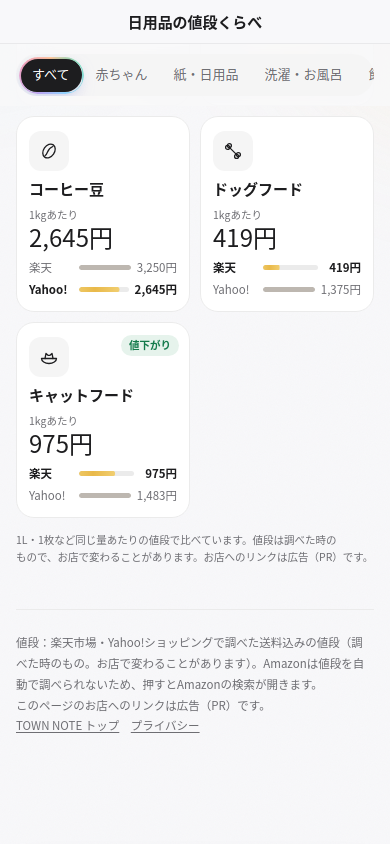 日用品の値段くらべ
すべて 赤ちゃん 紙・日用品 洗濯・お風呂
コーヒー豆
1kgあたり
2,645円
楽天 3,250円
Yahoo! 2,645円
ドッグフード
1kgあたり
419円
楽天 419円
Yahoo! 1,375円
値下がり
キャットフード
1kgあたり
975円
楽天 975円
Yahoo! 1,483円
1L・1枚など同じ量あたりの値段で比べています。値段は調べた時の
もので、お店で変わることがあります。お店へのリンクは広告（PR）です。
値段：楽天市場・Yahoo!ショッピングで調べた送料込みの値段（調
べた時のもの。お店で変わることがあります）。Amazonは値段を自
動で調べられないため、押すとAmazonの検索が開きます。
このページのお店へのリンクは広告（PR）です。
TOWN NOTE トップ プライバシー